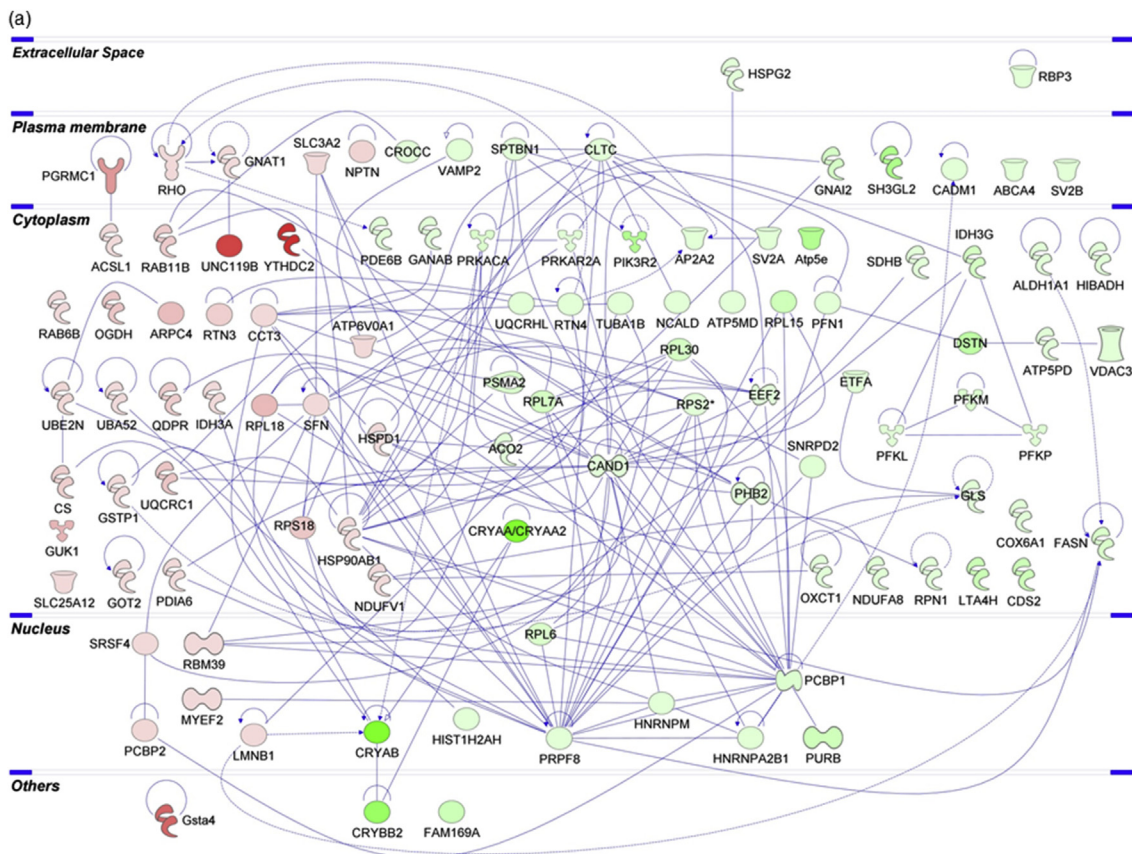 (a)
Extracellular Space
HSPG2
RBP3
Plasma membrane
PGRMC1
RHO
GNAT1
SLC3A2
NPTN
CROCC
VAMP2
SPTBN1
CLTC
GNAI2
SH3GL2
CADM1
ABCA4
SV2B
Cytoplasm
ACSL1
RAB11B
UNC119B
YTHDC2
PDE6B
GANAB
PRKACA
PRKAR2A
PIK3R2
AP2A2
SV2A
Atp5e
SDHB
IDH3G
ALDH1A1
HIBADH
RAB6B
OGDH
ARPC4
RTN3
CCT3
ATP6V0A1
UQCRHL
RTN4
TUBA1B
NCALD
ATP5MD
RPL15
PFN1
DSTN
ATP5PD
VDAC3
RPL30
PSMA2
RPL7A
RPS2*
EEF2
ETFA
PFKM
PFKL
PFKP
UBE2N
UBA52
QDPR
IDH3A
RPL18
SFN
HSPD1
ACO2
CAND1
SNRPD2
PHB2
GLS
CS
GSTP1
UQCRC1
GUK1
RPS18
HSP90AB1
CRYAA/CRYAA2
COX6A1
FASN
SLC25A12
GOT2
PDIA6
NDUFV1
OXCT1
NDUFA8
RPN1
LTA4H
CDS2
Nucleus
SRSF4
RBM39
RPL6
PCBP1
MYEF2
HNRNPM
PCBP2
LMNB1
CRYAB
HIST1H2AH
PRPF8
HNRNPA2B1
PURB
Others
Gsta4
CRYBB2
FAM169A